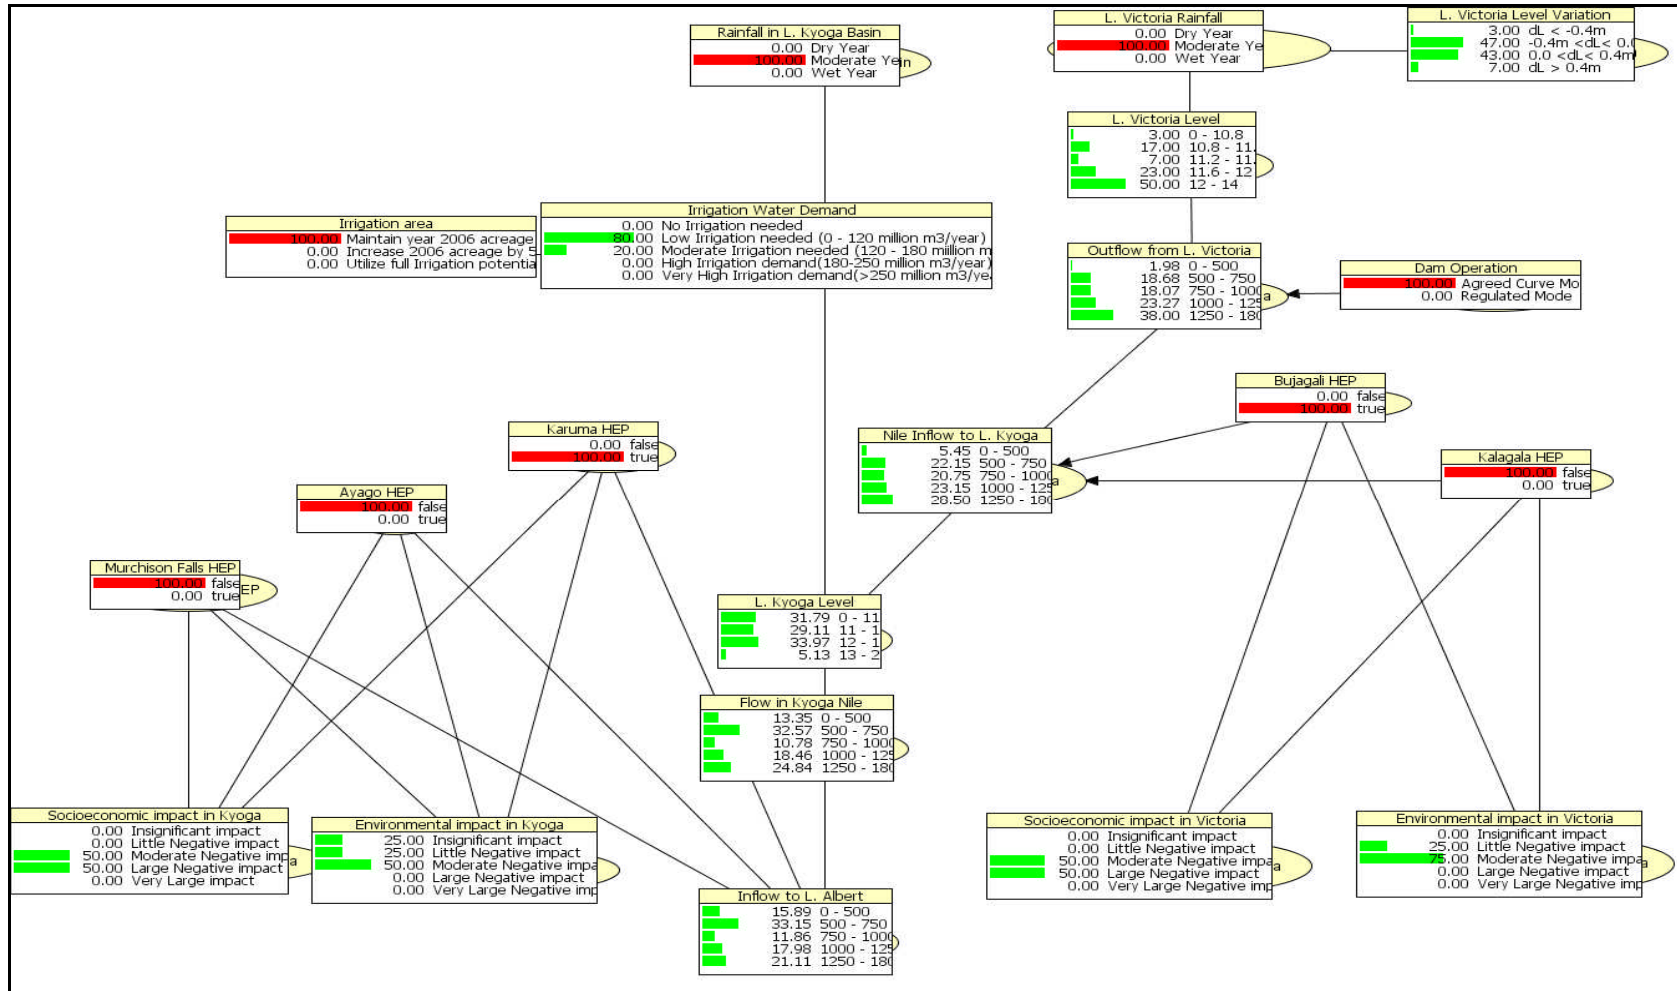 Rainfall in L. Kyoga Basin
0.00 Dry Year
100.00 Moderate Ye in
0.00 Wet Year
L. Victoria Rainfall
0.00 Dry Year
100.00 Moderate Ye
0.00 Wet Year
L. Victoria Level Variation
3.00 dL < -0.4m
47.00 -0.4m <dL< 0.0
43.00 0.0 <dL< 0.4m
7.00 dL > 0.4m
L. Victoria Level
3.00 0 - 10.8
17.00 10.8 - 11.
7.00 11.2 - 11.
23.00 11.6 - 12
50.00 12 - 14
Irrigation area
100.00 Maintain year 2006 acreage
0.00 Increase 2006 acreage by 5
0.00 Utilize full Irrigation potentia
Irrigation Water Demand
0.00 No Irrigation needed
80.00 Low Irrigation needed (0 - 120 million m3/year)
20.00 Moderate Irrigation needed (120 - 180 million m
0.00 High Irrigation demand(180-250 million m3/year)
0.00 Very High Irrigation demand(>250 million m3/ye
Outflow from L. Victoria
1.98 0 - 500
18.68 500 - 750
18.07 750 - 1000
23.27 1000 - 125
38.00 1250 - 180
a
Dam Operation
100.00 Agreed Curve Mo
0.00 Regulated Mode
Bujagali HEP
0.00 false
100.00 true
Karuma HEP
0.00 false
100.00 true
Nile Inflow to L. Kyoga
5.45 0 - 500
22.15 500 - 750
20.75 750 - 1000
23.15 1000 - 125
28.50 1250 - 180
a
Kalagala HEP
100.00 false
0.00 true
Ayago HEP
100.00 false
0.00 true
Murchison Falls HEP
100.00 false
0.00 true
EP
L. Kyoga Level
31.79 0 - 11
29.11 11 - 1
33.97 12 - 1
5.13 13 - 2
Flow in Kyoga Nile
13.35 0 - 500
32.57 500 - 750
10.78 750 - 1000
18.46 1000 - 125
24.84 1250 - 180
Socioeconomic impact in Kyoga
0.00 Insignificant impact
0.00 Little Negative impact
50.00 Moderate Negative impa
50.00 Large Negative impact
0.00 Very Large impact
a
Environmental impact in Kyoga
25.00 Insignificant impact
25.00 Little Negative impact
50.00 Moderate Negative impa
0.00 Large Negative impact
0.00 Very Large Negative imp
Inflow to L. Albert
15.89 0 - 500
33.15 500 - 750
11.86 750 - 1000
17.98 1000 - 125
21.11 1250 - 180
Socioeconomic impact in Victoria
0.00 Insignificant impact
0.00 Little Negative impact
50.00 Moderate Negative impa
50.00 Large Negative impact
0.00 Very Large Negative imp
a
Environmental impact in Victoria
0.00 Insignificant impact
25.00 Little Negative impact
75.00 Moderate Negative impa
0.00 Large Negative impact
0.00 Very Large Negative imp
a